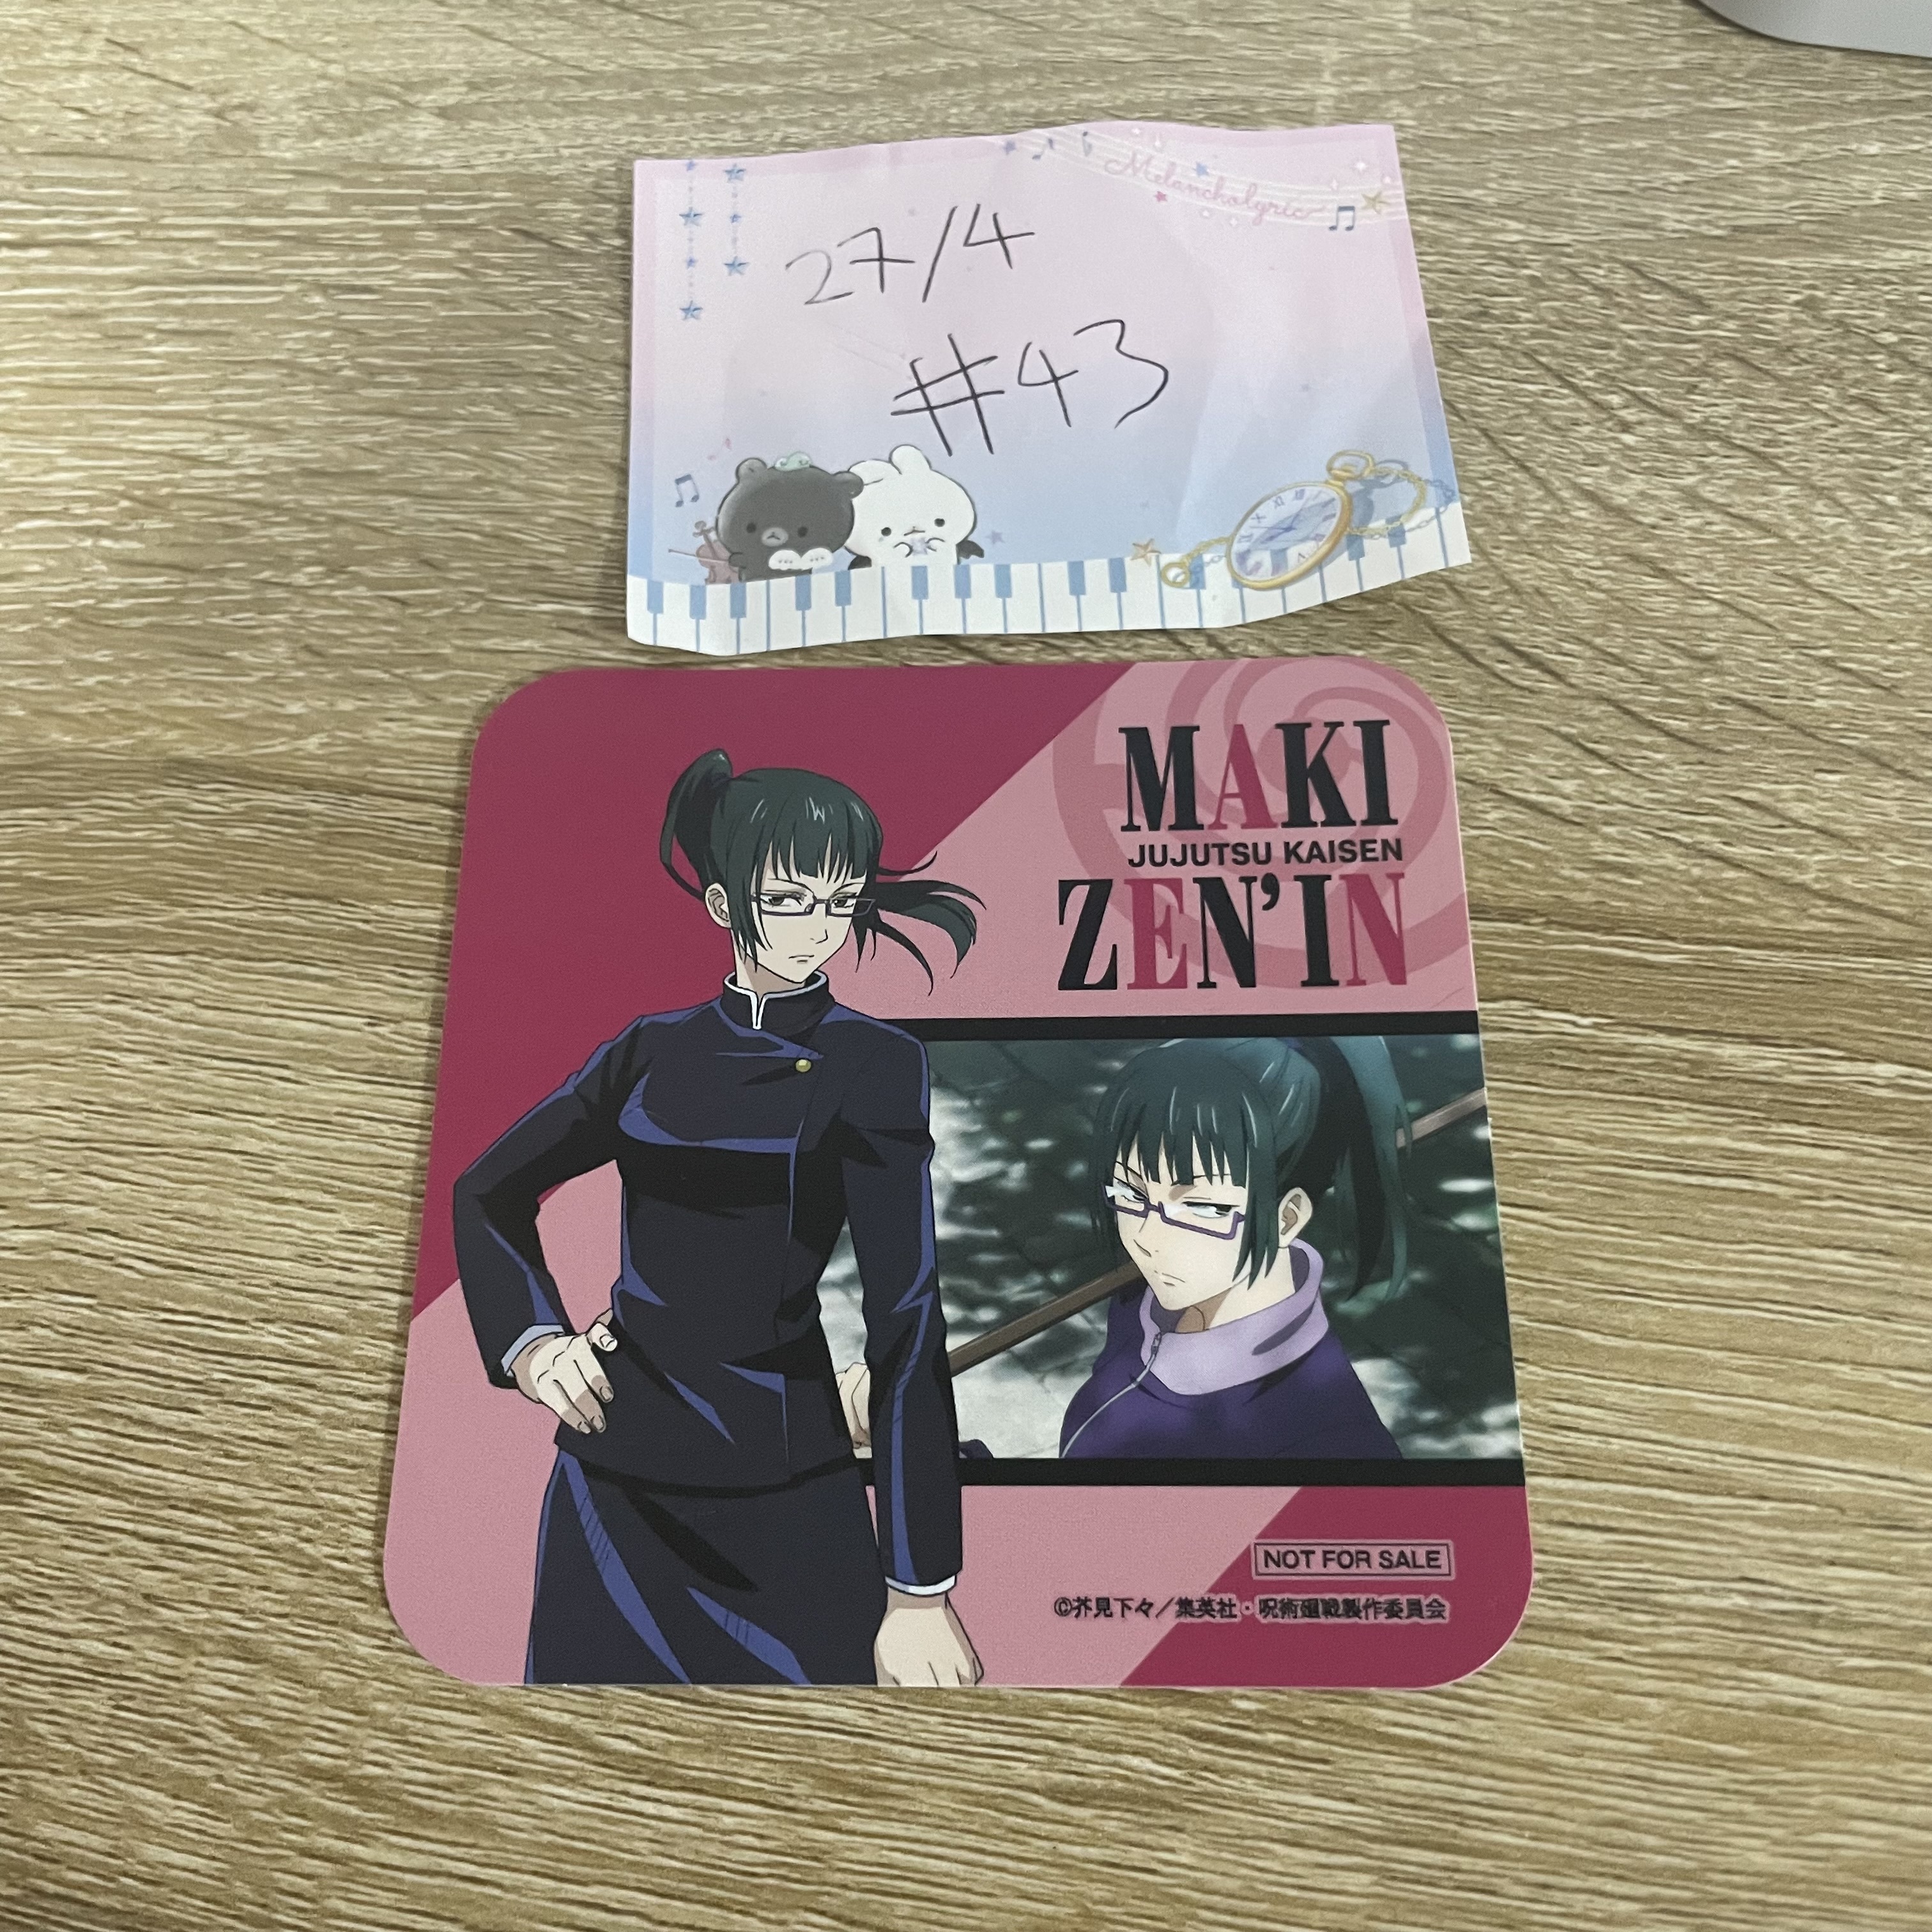 Melancholyric
27/4
#43
MAKI
JUJUTSU KAISEN
ZEN'IN
NOT FOR SALE
©芥見下々／集英社・呪術廻戦製作委員会